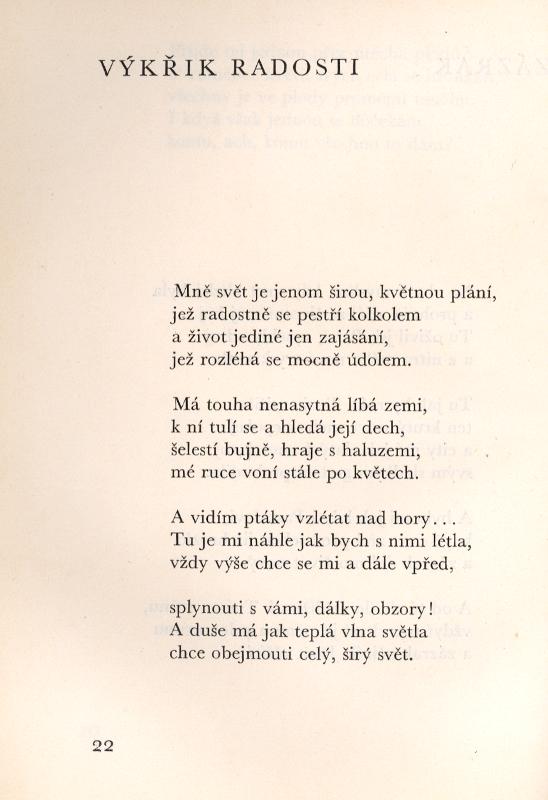 VÝKŘIK RADOSTI
Mně svět je jenom širou, květnou plání,
jež radostně se pestří kolkolem
a život jediné jen zajásání,
jež rozléhá se mocně údolem.
Má touha nenasytná líbá zemi,
k ní tulí se a hledá její dech,
šelestí bujně, hraje s haluzemi,
mé ruce voní stále po květech.
A vidím ptáky vzlétat nad hory...
Tu je mi náhle jak bych s nimi létla,
vždy výše chce se mi a dále vpřed,
splynouti s vámi, dálky, obzory!
A duše má jak teplá vlna světla
chce obejmouti celý, širý svět.
22